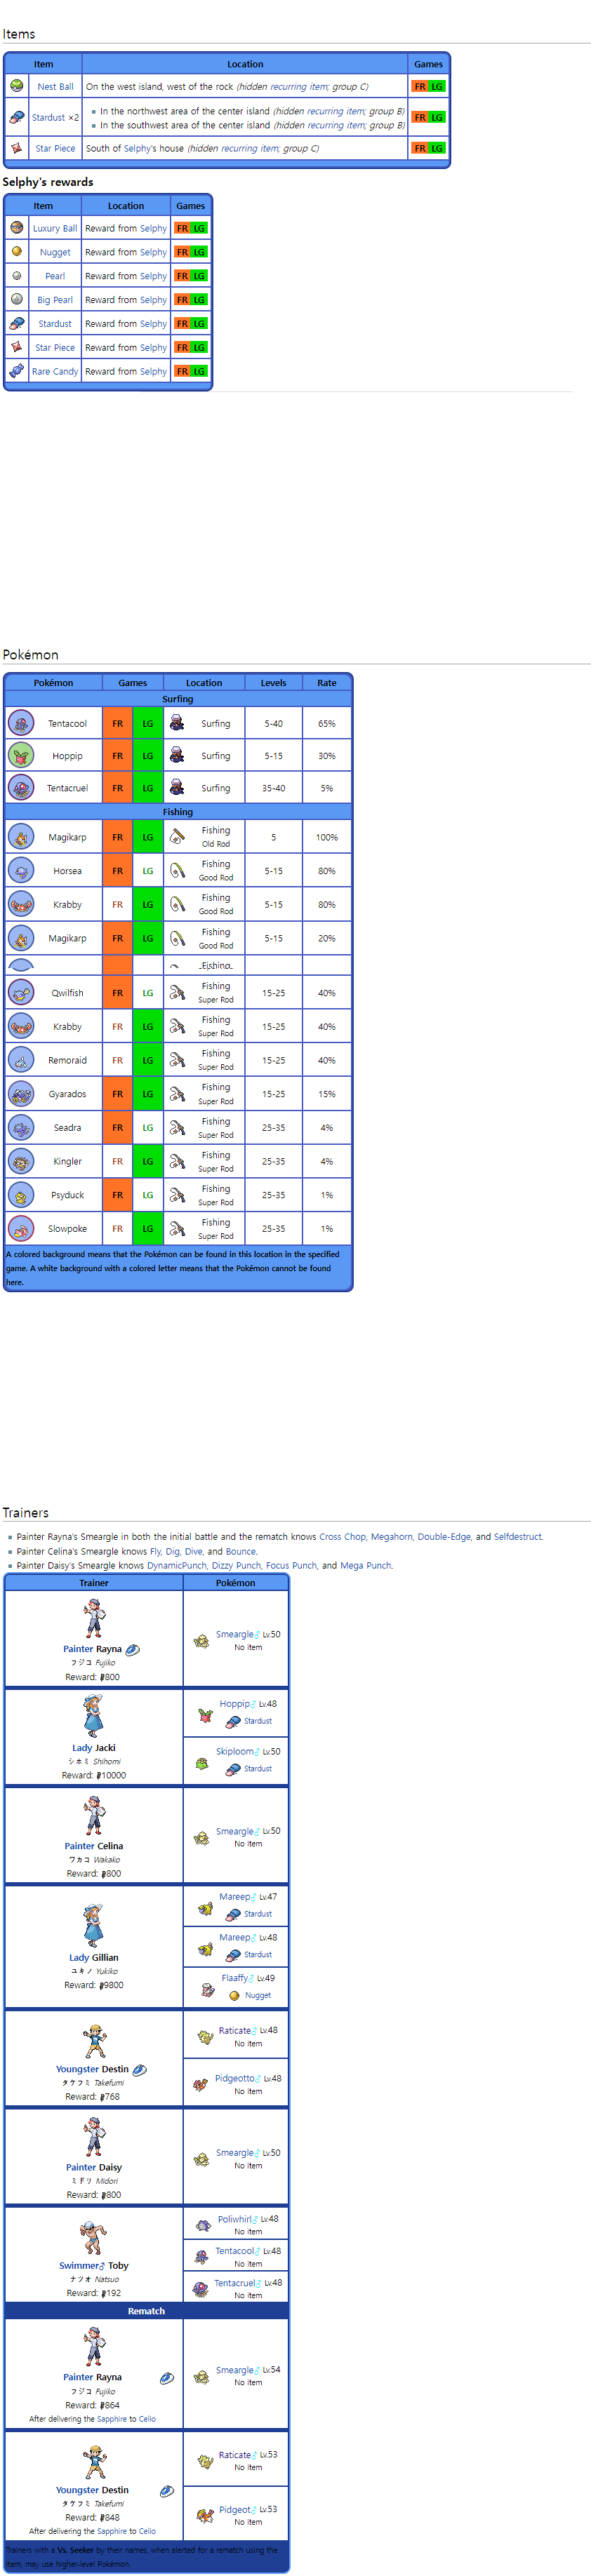 Items
Item Location Games
Nest Ball On the west island, west of the rock (hidden recurring item; group C) FR LG
Stardust ×2 In the northwest area of the center island (hidden recurring item; group B) FR LG
In the southwest area of the center island (hidden recurring item; group B)
Star Piece South of Selphy's house (hidden recurring item; group C) FR LG
Selphy's rewards
Item Location Games
Luxury Ball Reward from Selphy FR LG
Nugget Reward from Selphy FR LG
Pearl Reward from Selphy FR LG
Big Pearl Reward from Selphy FR LG
Stardust Reward from Selphy FR LG
Star Piece Reward from Selphy FR LG
Rare Candy Reward from Selphy FR LG
Pokémon
Pokémon Games Location Levels Rate
Surfing
Tentacool FR LG Surfing 5-40 65%
Hoppip FR LG Surfing 5-15 30%
Tentacruel FR LG Surfing 35-40 5%
Fishing
Magikarp FR LG Fishing Old Rod 5 100%
Horsea FR LG Fishing Good Rod 5-15 80%
Krabby FR LG Fishing Good Rod 5-15 80%
Magikarp FR LG Fishing Good Rod 5-15 20%
Fishing
Qwilfish FR LG Fishing Super Rod 15-25 40%
Krabby FR LG Fishing Super Rod 15-25 40%
Remoraid FR LG Fishing Super Rod 15-25 40%
Gyarados FR LG Fishing Super Rod 15-25 15%
Seadra FR LG Fishing Super Rod 25-35 4%
Kingler FR LG Fishing Super Rod 25-35 4%
Psyduck FR LG Fishing Super Rod 25-35 1%
Slowpoke FR LG Fishing Super Rod 25-35 1%
A colored background means that the Pokémon can be found in this location in the specified
game. A white background with a colored letter means that the Pokémon cannot be found
here.
Trainers
Painter Rayna's Smeargle in both the initial battle and the rematch knows Cross Chop, Megahorn, Double-Edge, and Selfdestruct.
Painter Celina's Smeargle knows Fly, Dig, Dive, and Bounce.
Painter Daisy's Smeargle knows DynamicPunch, Dizzy Punch, Focus Punch, and Mega Punch.
Trainer Pokémon
Painter Rayna
フジコ Fujiko
Reward: 800
Smeargle♂ Lv.50
No item
Lady Jacki
シホミ Shihomi
Reward: 10000
Hoppip♂ Lv.48
Stardust
Skiploom♂ Lv.50
Stardust
Painter Celina
ワカコ Wakako
Reward: 800
Smeargle♂ Lv.50
No item
Lady Gillian
ユキノ Yukiko
Reward: 9800
Mareep♂ Lv.47
Stardust
Mareep♂ Lv.48
Stardust
Flaaffy♂ Lv.49
Nugget
Youngster Destin
タケフミ Takefumi
Reward: 768
Raticate♂ Lv.48
No item
Pidgeotto♂ Lv.48
No item
Painter Daisy
ミドリ Midori
Reward: 800
Smeargle♂ Lv.50
No item
Swimmer♂ Toby
ナツオ Natsuo
Reward: 192
Poliwhirl♂ Lv.48
No item
Tentacool♂ Lv.48
No item
Tentacruel♂ Lv.48
No item
Rematch
Painter Rayna
フジコ Fujiko
Reward: 864
After delivering the Sapphire to Celio
Smeargle♂ Lv.54
No item
Youngster Destin
タケフミ Takefumi
Reward: 848
After delivering the Sapphire to Celio
Raticate♂ Lv.53
No item
Pidgeot♂ Lv.53
No item
Trainers with a Vs. Seeker by their names, when alerted for a rematch using the
item, may use higher-level Pokémon.